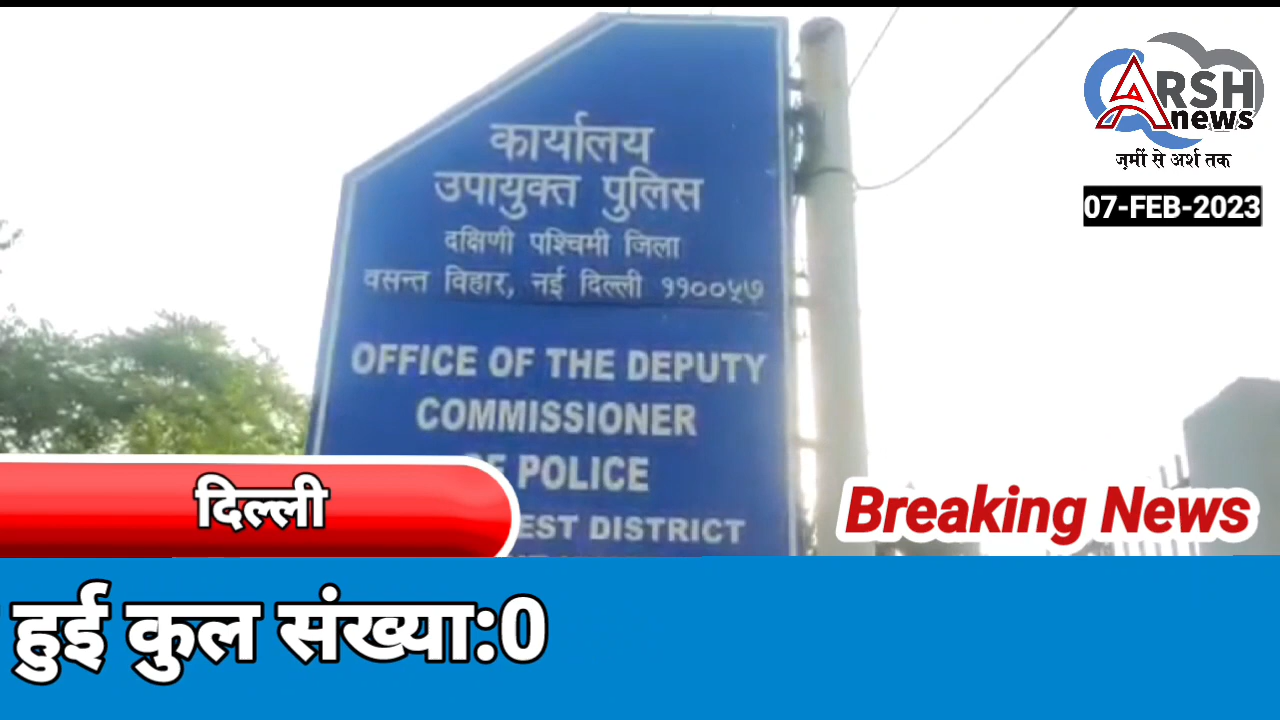 कार्यालय
उपायुक्त पुलिस
दक्षिणी पश्चिमी जिला
वसन्त विहार, नई दिल्ली ११००५७
OFFICE OF THE DEPUTY
COMMISSIONER
POLICE
DISTRICT
ARSH
news
ज़मीं से अर्श तक
07-FEB-2023
दिल्ली
Breaking News
हुई कुल संख्या:0